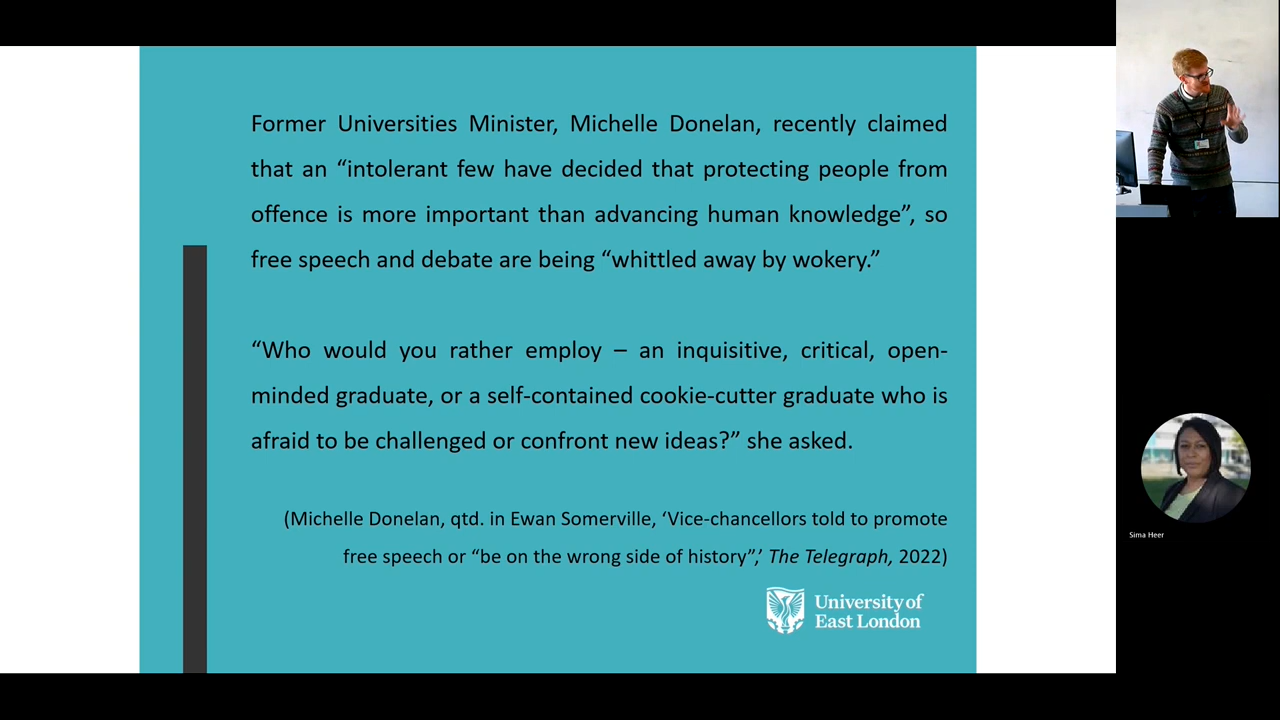 Former Universities Minister, Michelle Donelan, recently claimed
that an “intolerant few have decided that protecting people from
offence is more important than advancing human knowledge”, so
free speech and debate are being “whittled away by wokery.”
“Who would you rather employ – an inquisitive, critical, open-
minded graduate, or a self-contained cookie-cutter graduate who is
afraid to be challenged or confront new ideas?” she asked.
(Michelle Donelan, qtd. in Ewan Somerville, ‘Vice-chancellors told to promote
free speech or “be on the wrong side of history”,’ The Telegraph, 2022)
University of
East London
Sima Heer